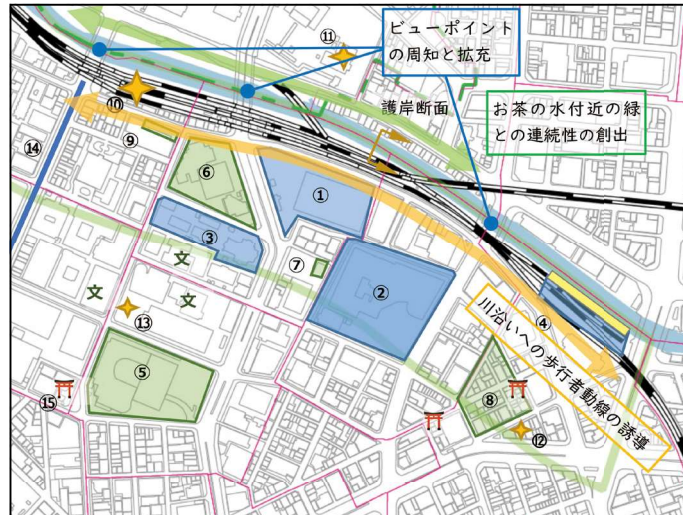 ビューポイント
の周知と拡充
⑪
護岸断面
お茶の水付近の緑
との連続性の創出
⑩
⑭
⑨
⑥
①
③
⑦
②
文
文
文
⑬
④
⑤
川沿いへの歩行者動線の誘導
⑧
⑮
⑫